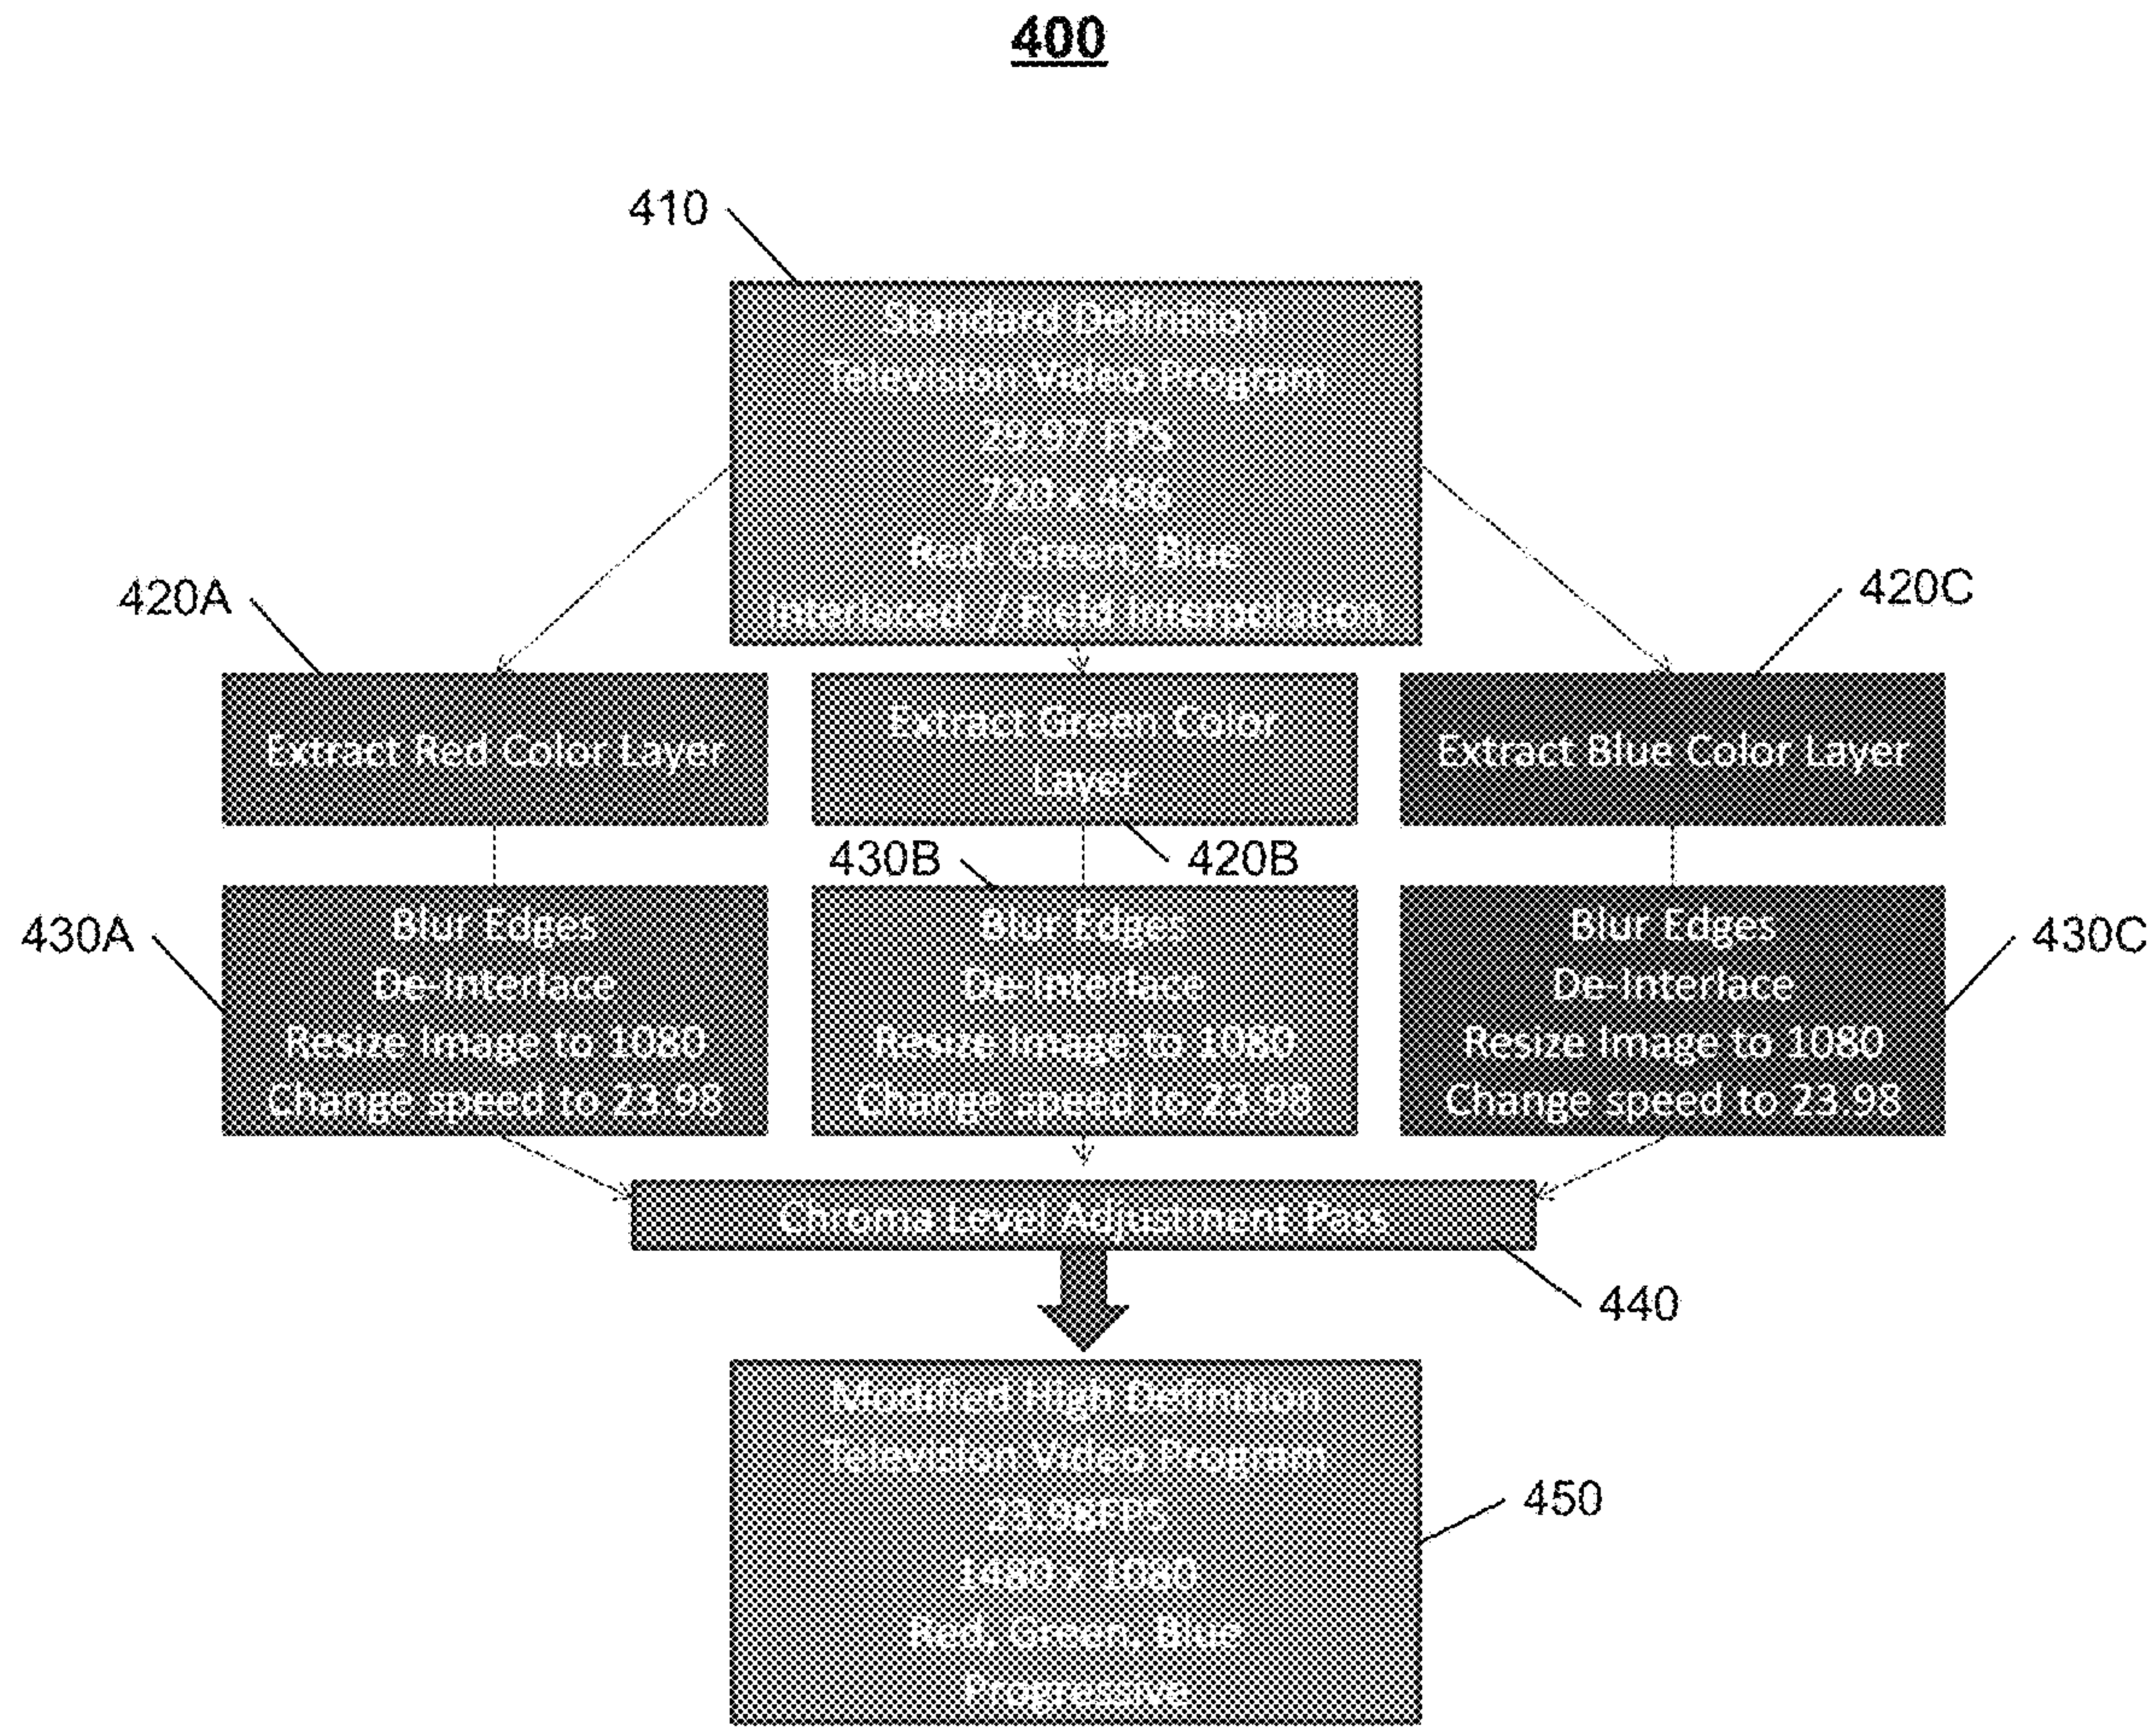 400
410
Standard Definition
Television Video Program
29.97 FPS
720 x 486
Red, Green, Blue
Interlaced / Field Interpolation
420A
420C
Extract Red Color Layer
Extract Green Color
Layer
Extract Blue Color Layer
430B
420B
430A
Blur Edges
De-Interlace
Resize Image to 1080
Change speed to 23.98
Blur Edges
De-Interlace
Resize Image to 1080
Change speed to 23.98
Blur Edges
De-Interlace
Resize Image to 1080
Change speed to 23.98
430C
Chroma Level Adjustment Pass
440
Modified High Definition
Television Video Program
23.98FPS
1480 x 1080
Red, Green, Blue
Progressive
450